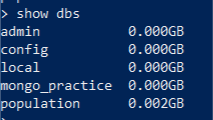 > show dbs
admin 0.000GB
config 0.000GB
local 0.000GB
mongo_practice 0.000GB
population 0.002GB